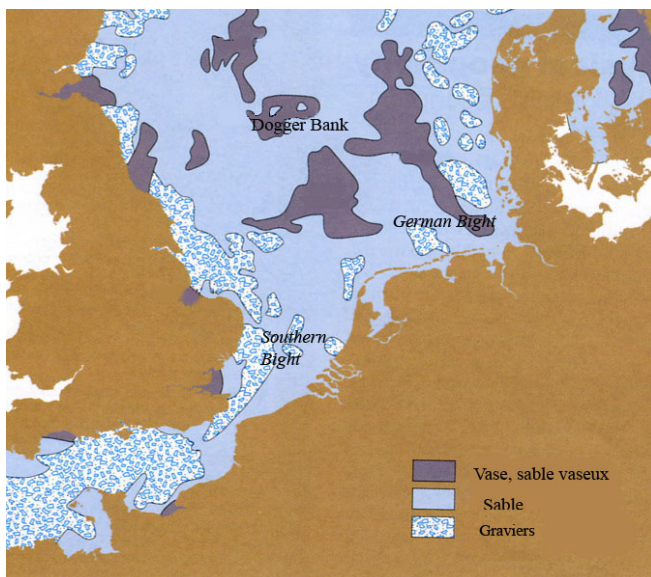 Dogger Bank
German Bight
Southern
Bight
Vase, sable vaseux
Sable
Graviers